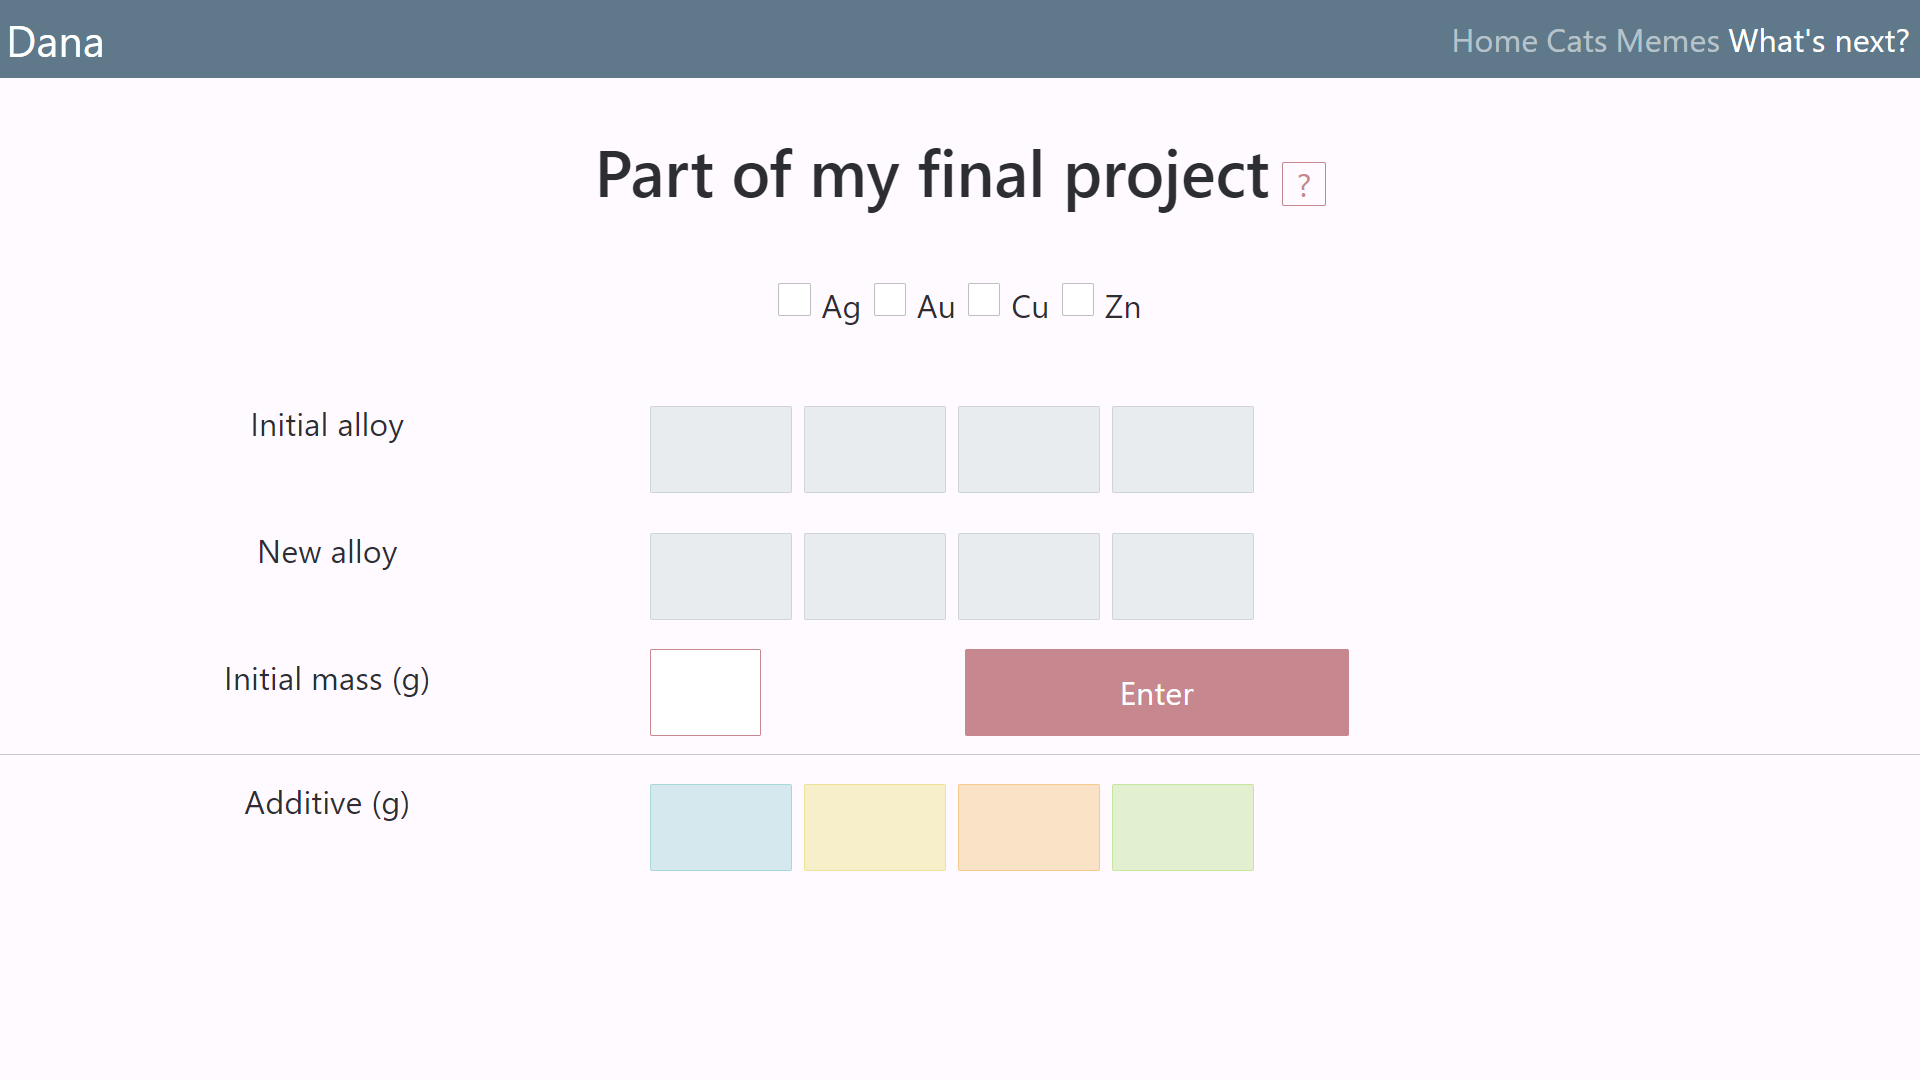 Dana
Home Cats Memes What's next?
Part of my final project ?
Ag Au Cu Zn
Initial alloy
New alloy
Initial mass (g)
Enter
Additive (g)